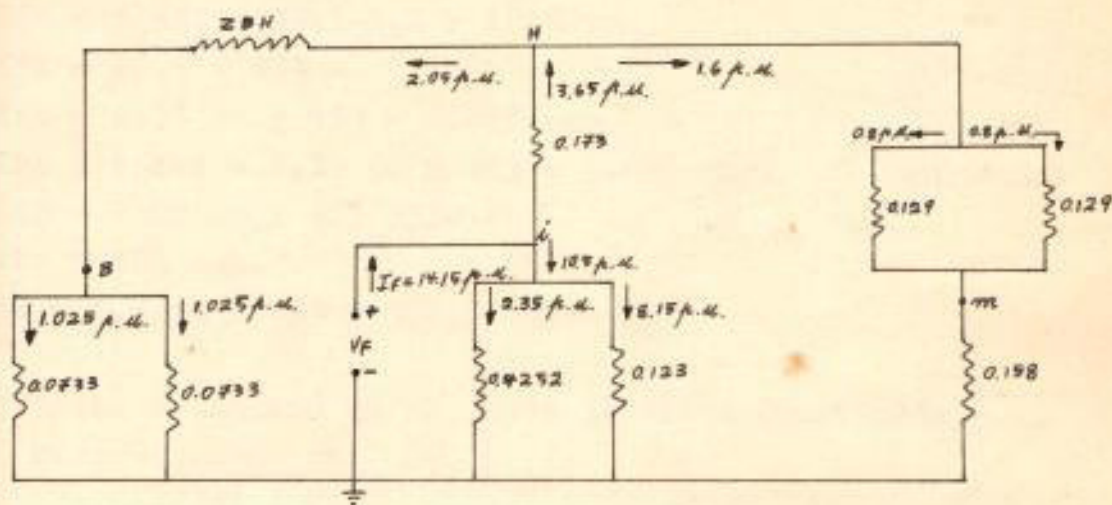 ZBH
H
2.05 p.u.
3.65 p.u.
1.6 p.u.
0.173
0.8 p.u.
0.8 p.u.
0.129
0.129
i
B
If = 14.15 p.u.
10.5 p.u.
1.025 p.u.
1.025 p.u.
2.35 p.u.
8.15 p.u.
m
+
VF
-
0.0733
0.0733
0.4252
0.123
0.198